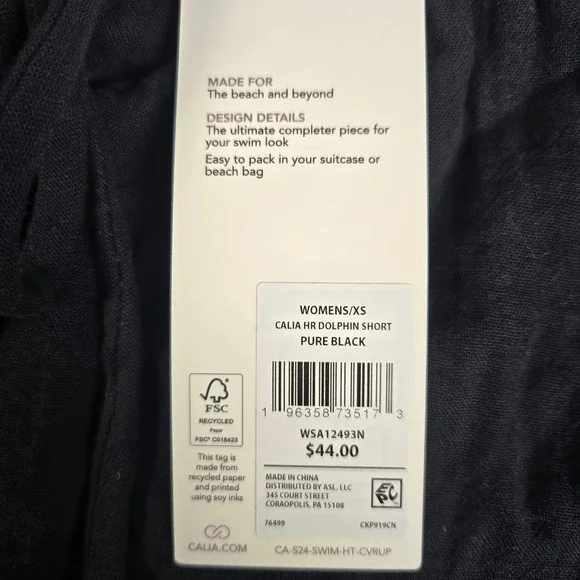 MADE FOR
The beach and beyond
DESIGN DETAILS
The ultimate completer piece for
your swim look
Easy to pack in your suitcase or
beach bag
WOMENS/XS
CALIA HR DOLPHIN SHORT
PURE BLACK
1 96358 73517 3
WSA12493N
$44.00
MADE IN CHINA
DISTRIBUTED BY ASI, LLC
345 COURT STREET
CORAOPOLIS, PA 15108
76499 CKP919CN
EPC
FSC
RECYCLED
Paper
FSC® C016423
This tag is
made from
recycled paper
and printed
using soy inks
CALIA.COM
CA-S24-SWIM-HT-CVRUP